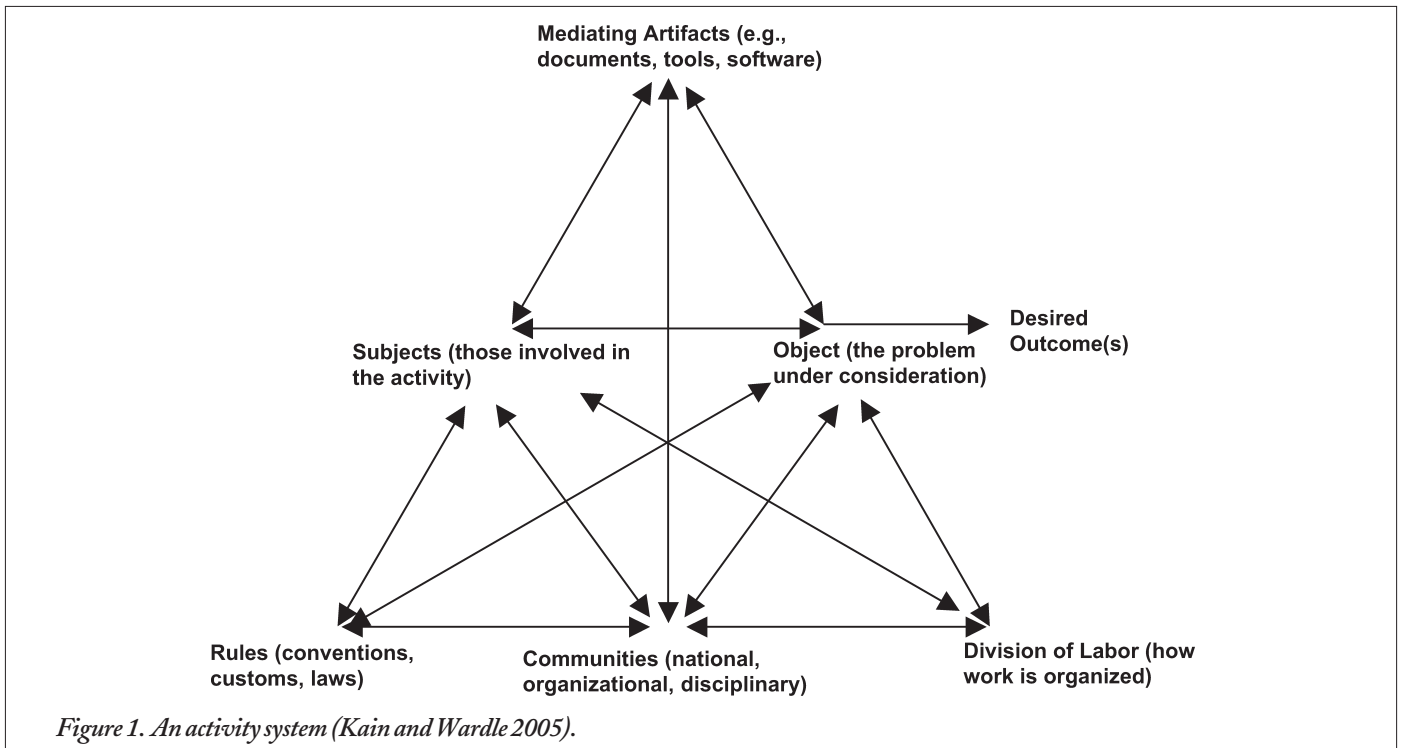 Mediating Artifacts (e.g.,
documents, tools, software)
Desired
Outcome(s)
Subjects (those involved in
the activity)
Object (the problem
under consideration)
Rules (conventions,
customs, laws)
Communities (national,
organizational, disciplinary)
Division of Labor (how
work is organized)
Figure 1. An activity system (Kain and Wardle 2005).